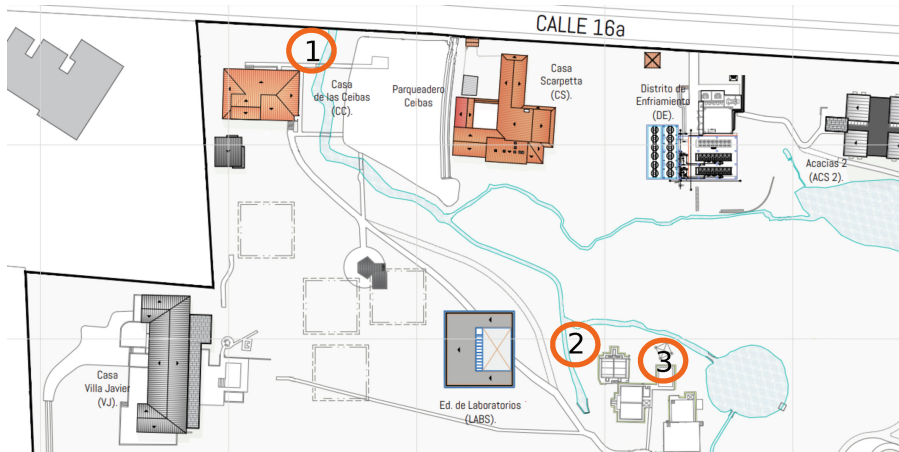 CALLE 16a
1
Casa
de las Ceibas
(CC).
Parqueadero
Ceibas
Casa
Scarpetta
(CS).
Distrito de
Enfriamiento
(DE).
Acacias 2
(ACS 2).
2
3
Casa
Villa Javier
(VJ).
Ed. de Laboratorios
(LABS).